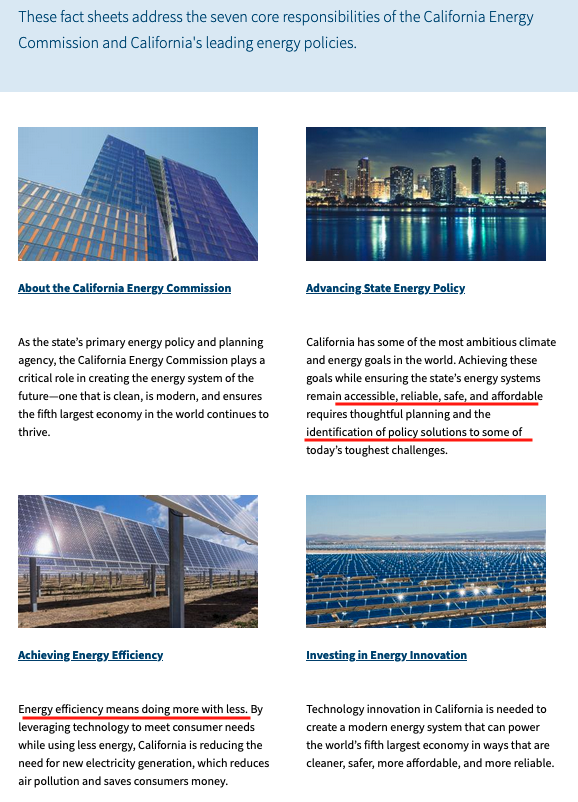 These fact sheets address the seven core responsibilities of the California Energy
Commission and California's leading energy policies.
About the California Energy Commission
As the state's primary energy policy and planning
agency, the California Energy Commission plays a
critical role in creating the energy system of the
future—one that is clean, is modern, and ensures
the fifth largest economy in the world continues to
thrive.
Advancing State Energy Policy
California has some of the most ambitious climate
and energy goals in the world. Achieving these
goals while ensuring the state's energy systems
remain accessible, reliable, safe, and affordable
requires thoughtful planning and the
identification of policy solutions to some of
today's toughest challenges.
Achieving Energy Efficiency
Energy efficiency means doing more with less. By
leveraging technology to meet consumer needs
while using less energy, California is reducing the
need for new electricity generation, which reduces
air pollution and saves consumers money.
Investing in Energy Innovation
Technology innovation in California is needed to
create a modern energy system that can power
the world's fifth largest economy in ways that are
cleaner, safer, more affordable, and more reliable.